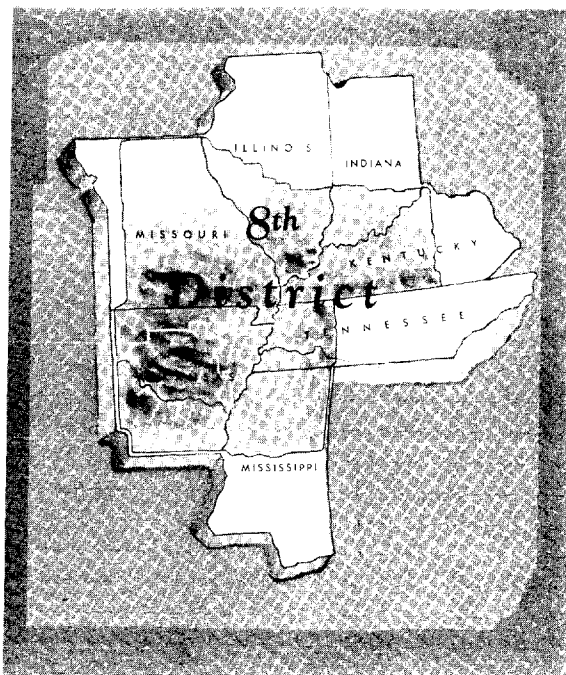 ILLINOIS
INDIANA
MISSOURI
8th
KENTUCKY
District
TENNESSEE
MISSISSIPPI